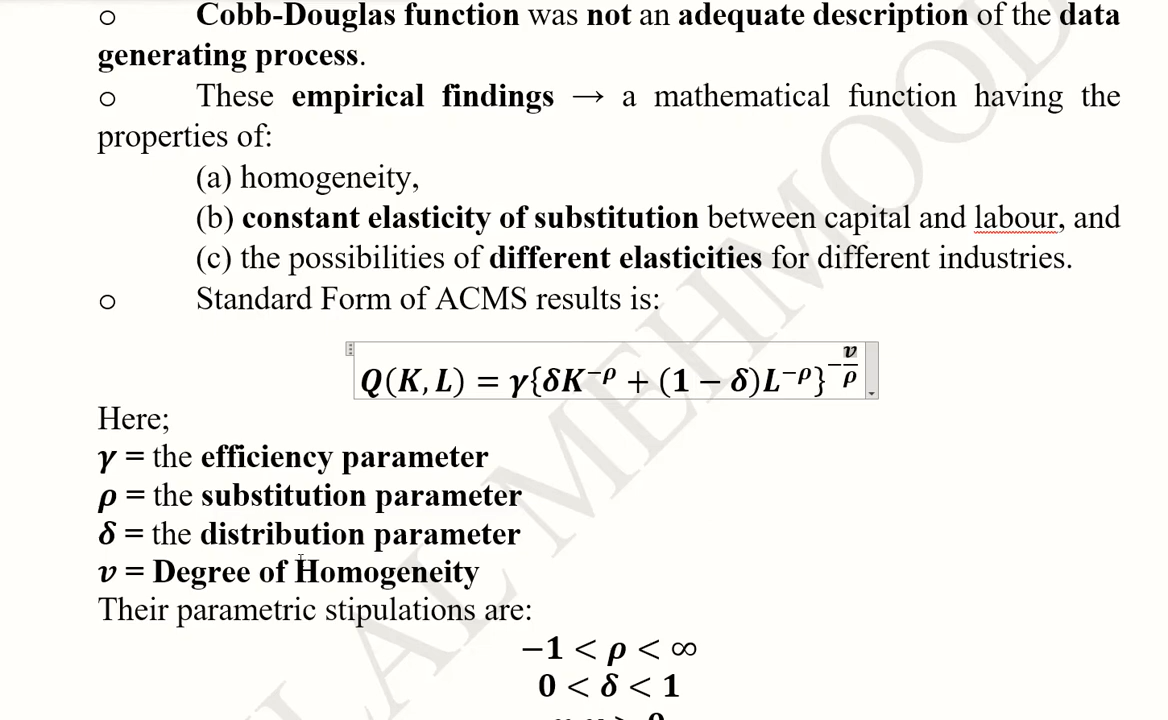 ○ Cobb-Douglas function was not an adequate description of the data
generating process.
○ These empirical findings → a mathematical function having the
properties of:
(a) homogeneity,
(b) constant elasticity of substitution between capital and labour, and
(c) the possibilities of different elasticities for different industries.
○ Standard Form of ACMS results is:
Q(K, L) = γ{δK^{−ρ} + (1 − δ)L^{−ρ}}^{−v/ρ}
Here;
γ = the efficiency parameter
ρ = the substitution parameter
δ = the distribution parameter
v = Degree of Homogeneity
Their parametric stipulations are:
−1 < ρ < ∞
0 < δ < 1
MEHMOOD